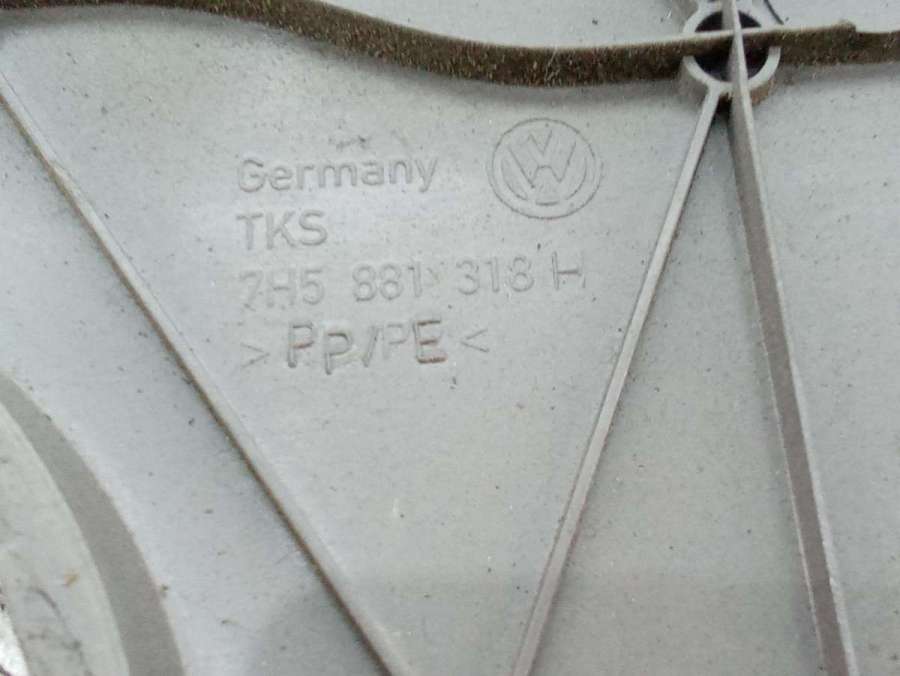 Germany
TKS
7H5 881 318 H
> PP/PE <